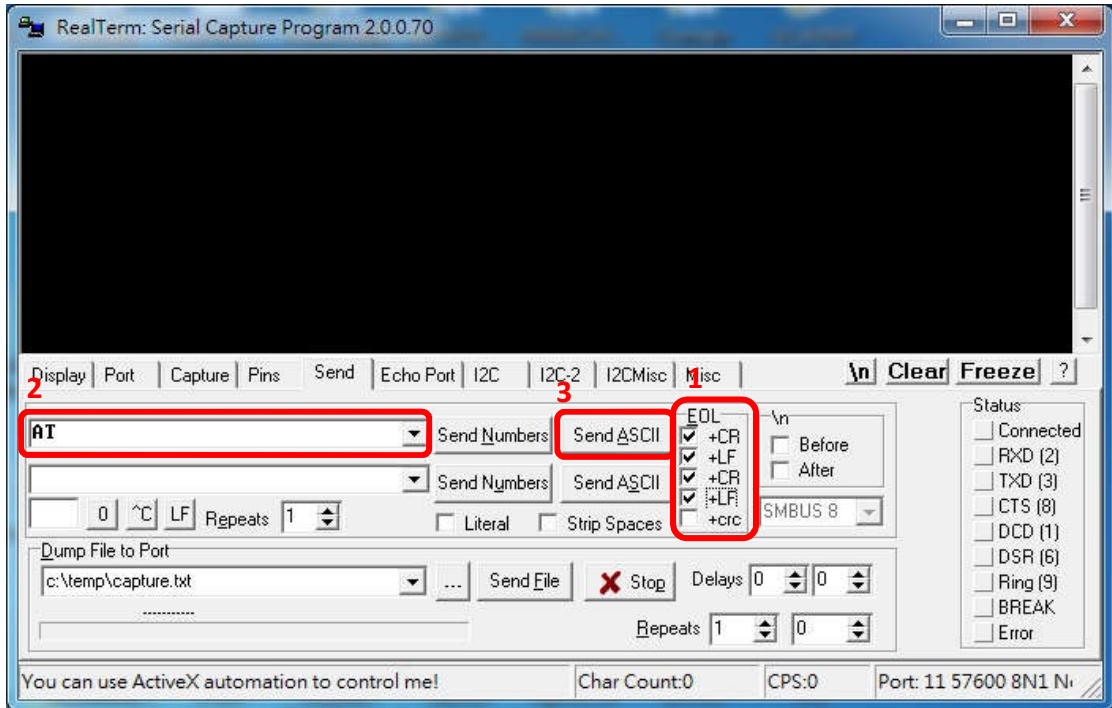 RealTerm: Serial Capture Program 2.0.0.70
Display Port Capture Pins Send Echo Port I2C I2C-2 I2CMisc Misc \n Clear Freeze ?
2 3 1
AT Send Numbers Send ASCII EOL \n Status
+CR Before Connected
+LF After RXD (2)
Send Numbers Send ASCII +CR TXD (3)
+LF SMBUS 8 CTS (8)
0 ^C LF Repeats 1 Literal Strip Spaces +crc DCD (1)
Dump File to Port DSR (6)
c:\temp\capture.txt ... Send File Stop Delays 0 0 Ring (9)
BREAK
Repeats 1 0 Error
You can use ActiveX automation to control me! Char Count:0 CPS:0 Port: 11 57600 8N1